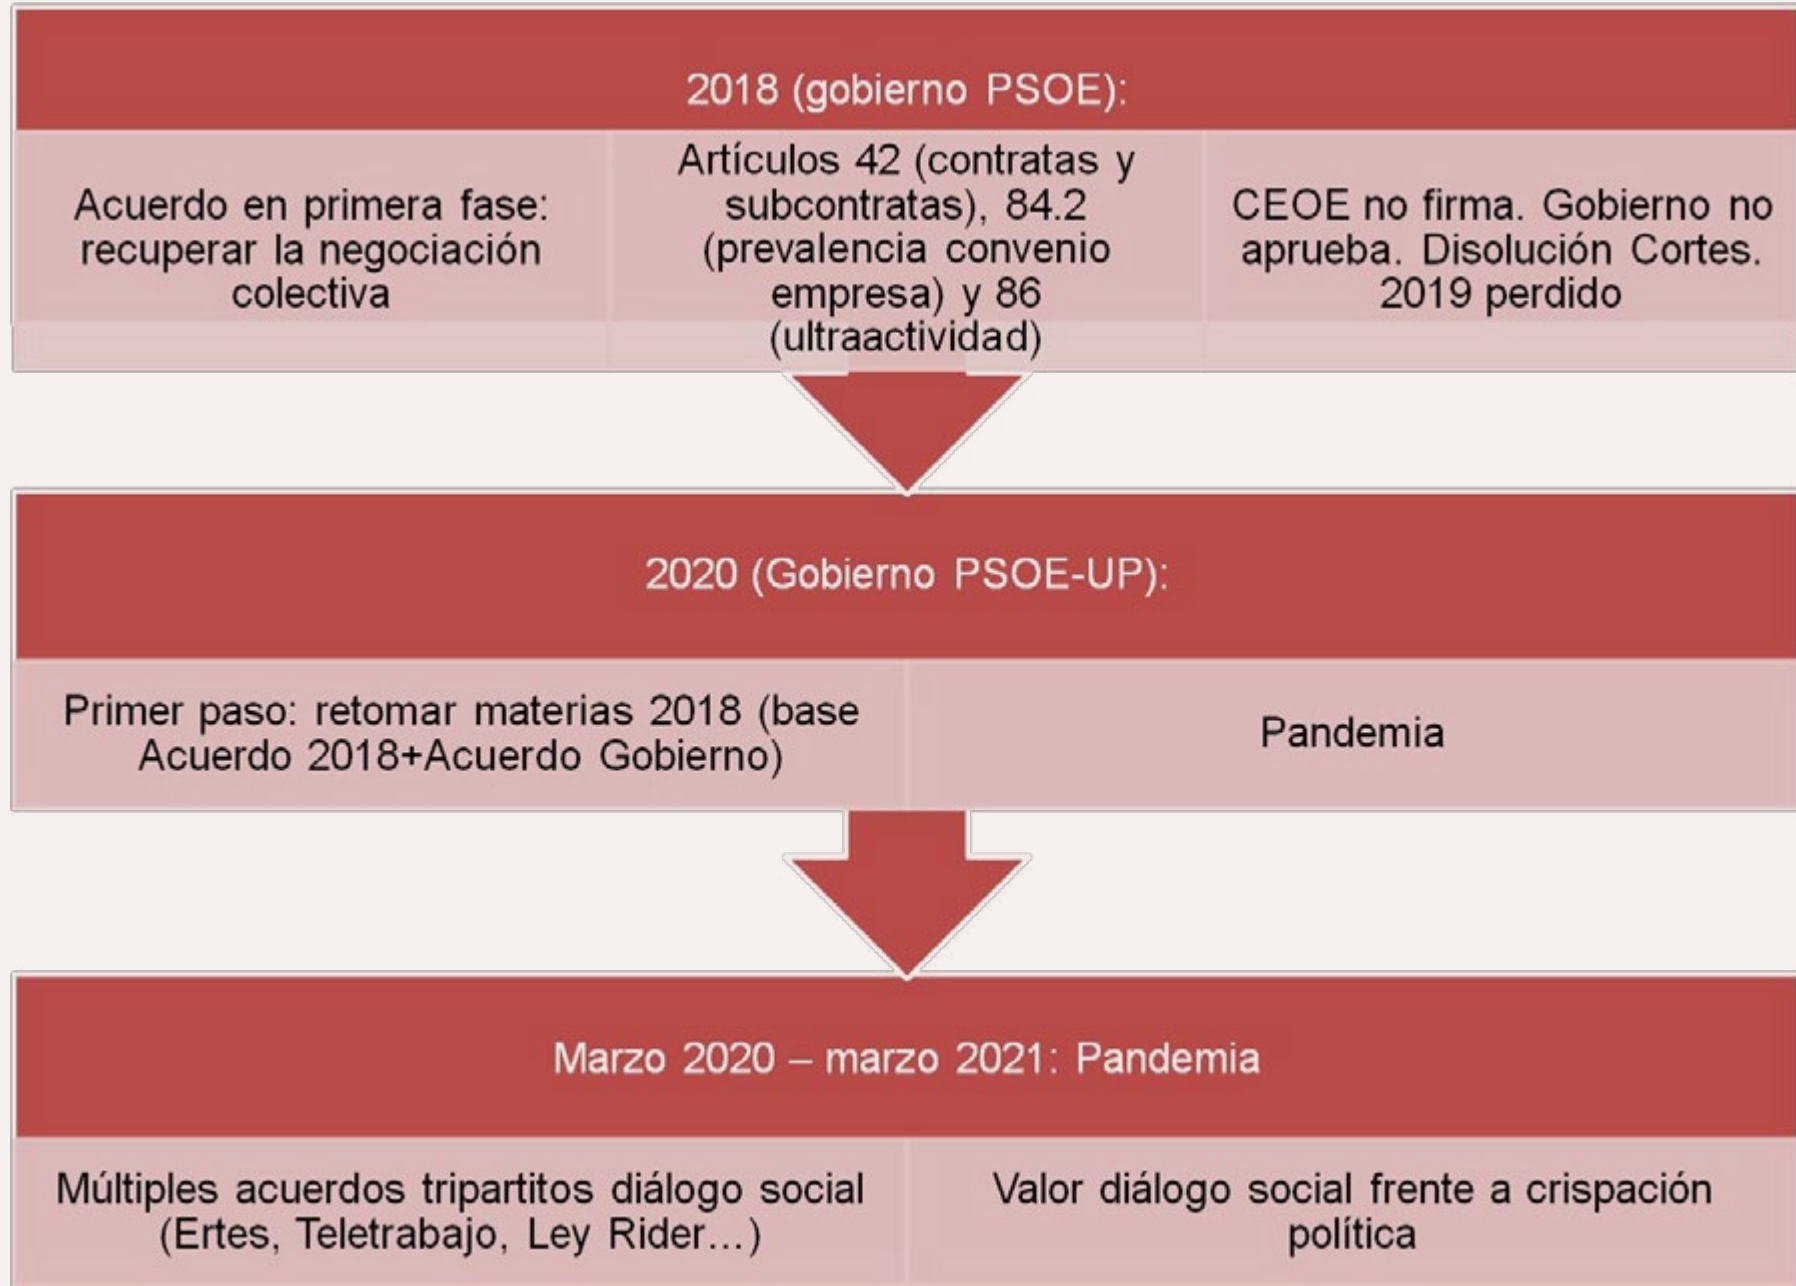 2018 (gobierno PSOE):
Acuerdo en primera fase:
recuperar la negociación
colectiva
Artículos 42 (contratas y
subcontratas), 84.2
(prevalencia convenio
empresa) y 86
(ultraactividad)
CEOE no firma. Gobierno no
aprueba. Disolución Cortes.
2019 perdido
2020 (Gobierno PSOE-UP):
Primer paso: retomar materias 2018 (base
Acuerdo 2018+Acuerdo Gobierno)
Pandemia
Marzo 2020 – marzo 2021: Pandemia
Múltiples acuerdos tripartitos diálogo social
(Ertes, Teletrabajo, Ley Rider...)
Valor diálogo social frente a crispación
política